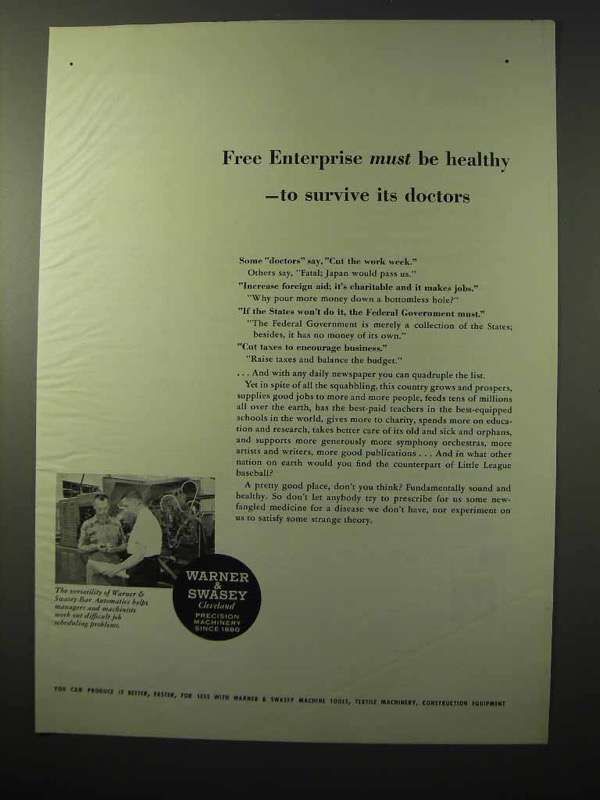 Free Enterprise must be healthy
—to survive its doctors
Some "doctors" say, "Cut the work week."
Others say, "Fatal; Japan would pass us."
"Increase foreign aid; it's charitable and it makes jobs."
"Why pour more money down a bottomless hole?"
"If the States won't do it, the Federal Government must."
"The Federal Government is merely a collection of the States;
besides, it has no money of its own."
"Cut taxes to encourage business."
"Raise taxes and balance the budget."
. . . And with any daily newspaper you can quadruple the list.
Yet in spite of all the squabbling, this country grows and prospers,
supplies good jobs to more and more people, feeds tens of millions
all over the earth, has the best-paid teachers in the best-equipped
schools in the world, gives more to charity, spends more on educa-
tion and research, takes better care of its old and sick and orphans,
and supports more generously more symphony orchestras, more
artists and writers, more good publications . . . And in what other
nation on earth would you find the counterpart of Little League
baseball?
A pretty good place, don't you think? Fundamentally sound and
healthy. So don't let anybody try to prescribe for us some new-
fangled medicine for a disease we don't have, nor experiment on
us to satisfy some strange theory.
The versatility of Warner &
Swasey Bar Automatics helps
managers and machinists
work out difficult job
scheduling problems.
WARNER
&
SWASEY
Cleveland
PRECISION
MACHINERY
SINCE 1880
YOU CAN PRODUCE IT BETTER, FASTER, FOR LESS WITH WARNER & SWASEY MACHINE TOOLS, TEXTILE MACHINERY, CONSTRUCTION EQUIPMENT